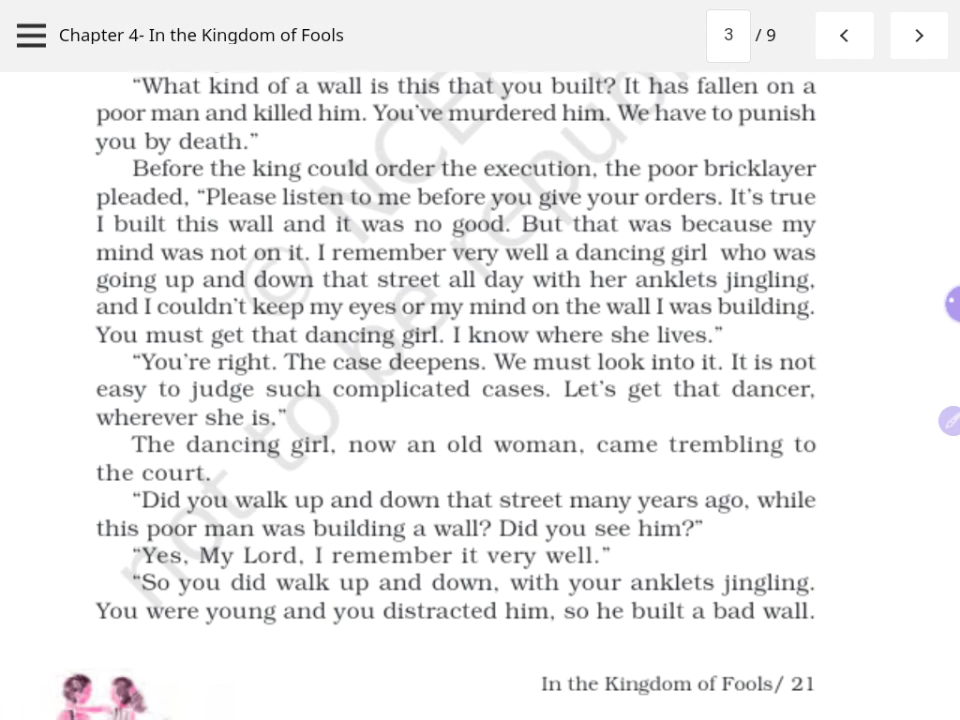 Chapter 4- In the Kingdom of Fools
3 / 9
“What kind of a wall is this that you built? It has fallen on a
poor man and killed him. You’ve murdered him. We have to punish
you by death.”
Before the king could order the execution, the poor bricklayer
pleaded, “Please listen to me before you give your orders. It’s true
I built this wall and it was no good. But that was because my
mind was not on it. I remember very well a dancing girl who was
going up and down that street all day with her anklets jingling,
and I couldn’t keep my eyes or my mind on the wall I was building.
You must get that dancing girl. I know where she lives.”
“You’re right. The case deepens. We must look into it. It is not
easy to judge such complicated cases. Let’s get that dancer,
wherever she is.”
The dancing girl, now an old woman, came trembling to
the court.
“Did you walk up and down that street many years ago, while
this poor man was building a wall? Did you see him?”
“Yes, My Lord, I remember it very well.”
“So you did walk up and down, with your anklets jingling.
You were young and you distracted him, so he built a bad wall.
In the Kingdom of Fools/ 21
© NCE
not to be republ